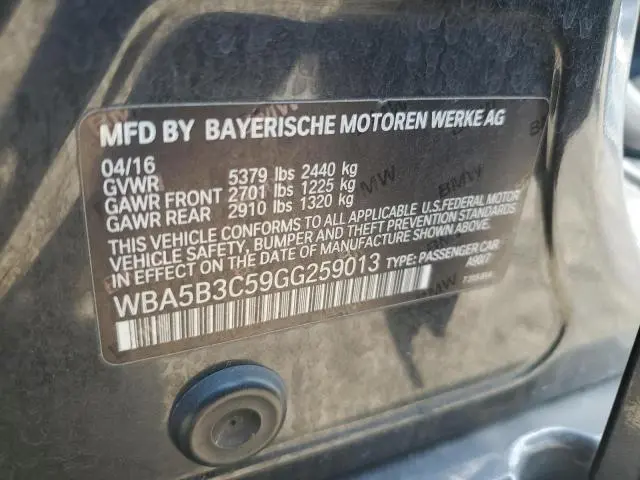 MFD BY BAYERISCHE MOTOREN WERKE AG
04/16
GVWR 5379 lbs 2440 kg
GAWR FRONT 2701 lbs 1225 kg
GAWR REAR 2910 lbs 1320 kg
THIS VEHICLE CONFORMS TO ALL APPLICABLE U.S.FEDERAL MOTOR
VEHICLE SAFETY, BUMPER AND THEFT PREVENTION STANDARDS
IN EFFECT ON THE DATE OF MANUFACTURE SHOWN ABOVE.
WBA5B3C59GG259013 TYPE: PASSENGER CAR
A90LT